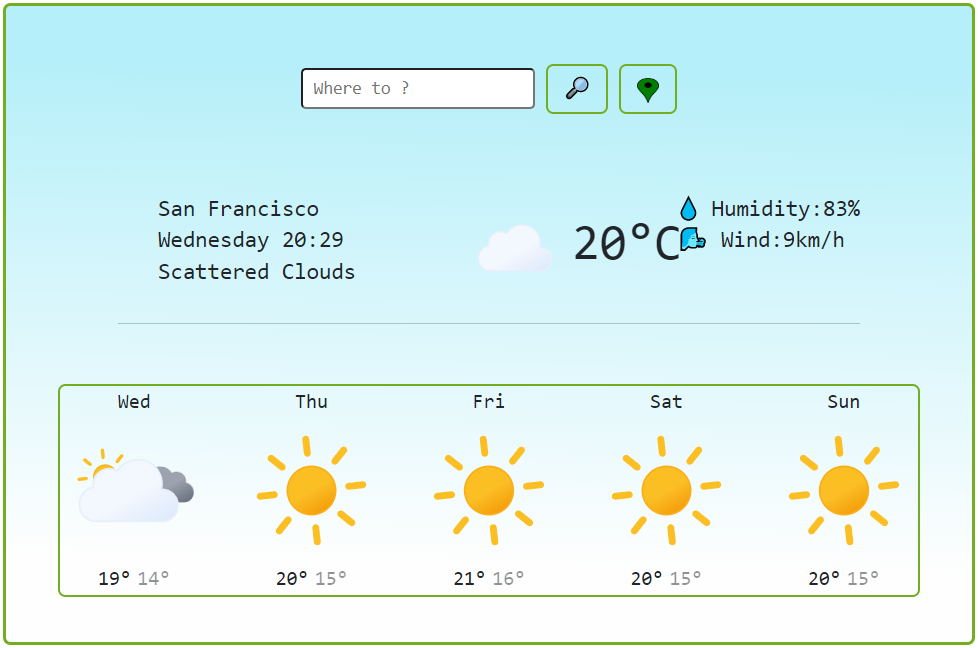 Where to ?
San Francisco
Wednesday 20:29
Scattered Clouds
20°C
Humidity:83%
Wind:9km/h
Wed Thu Fri Sat Sun
19° 14° 20° 15° 21° 16° 20° 15° 20° 15°